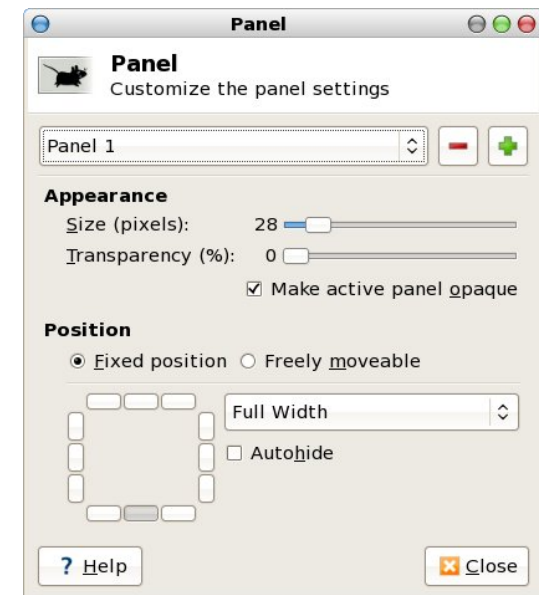 Panel
Panel
Customize the panel settings
Panel 1
Appearance
Size (pixels): 28
Transparency (%): 0
Make active panel opaque
Position
Fixed position Freely moveable
Full Width
Autohide
? Help Close